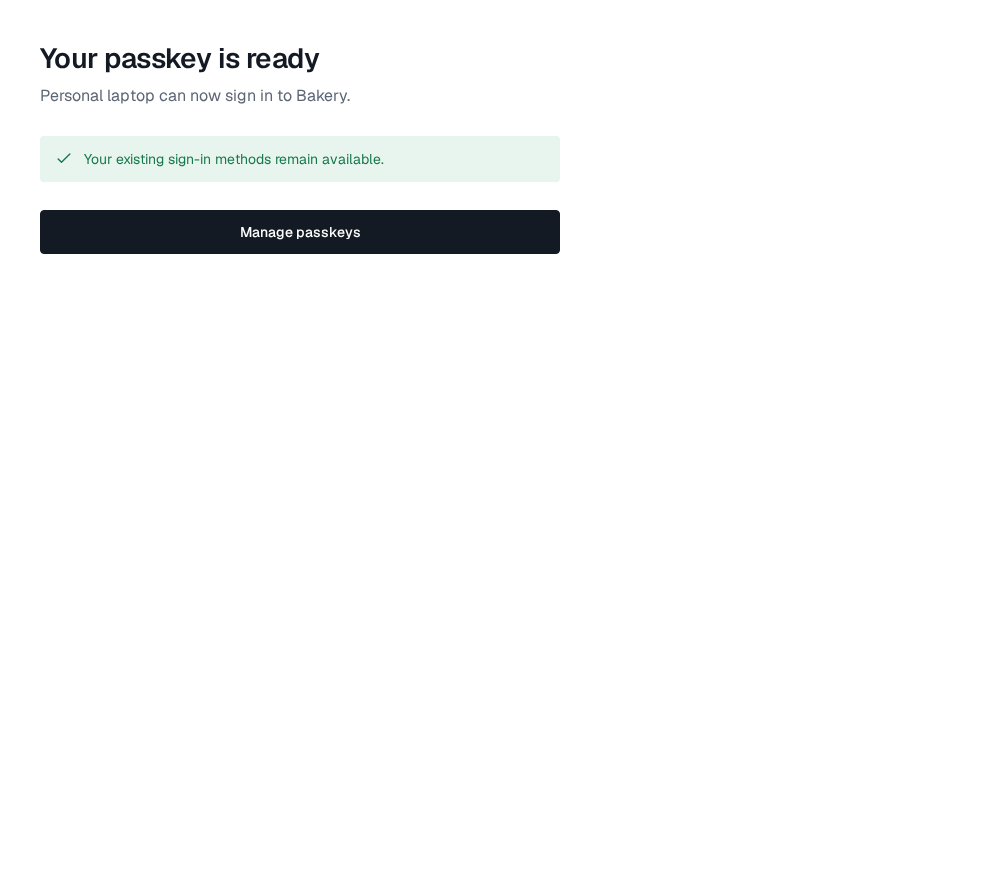 Your passkey is ready
Personal laptop can now sign in to Bakery.
Your existing sign-in methods remain available.
Manage passkeys